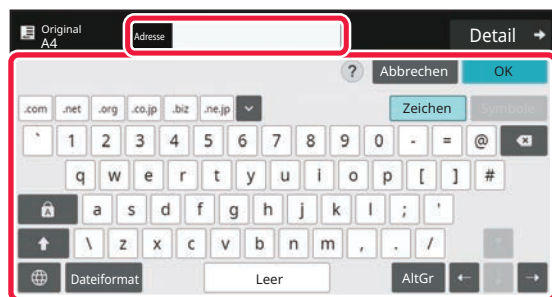 Original
A4
Adresse
Detail →
? Abbrechen OK
.com .net .org .co.jp .biz .ne.jp Zeichen Symbole
` 1 2 3 4 5 6 7 8 9 0 - = @
q w e r t y u i o p [ ] #
A a s d f g h j k l ; '
\ z x c v b n m , . /
Dateiformat Leer AltGr ← ↓ →